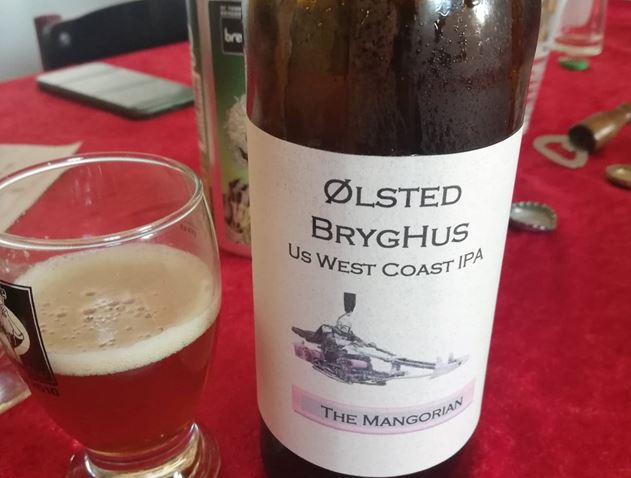 ØLSTED
BRYGHUS
US WEST COAST IPA
THE MANGORIAN